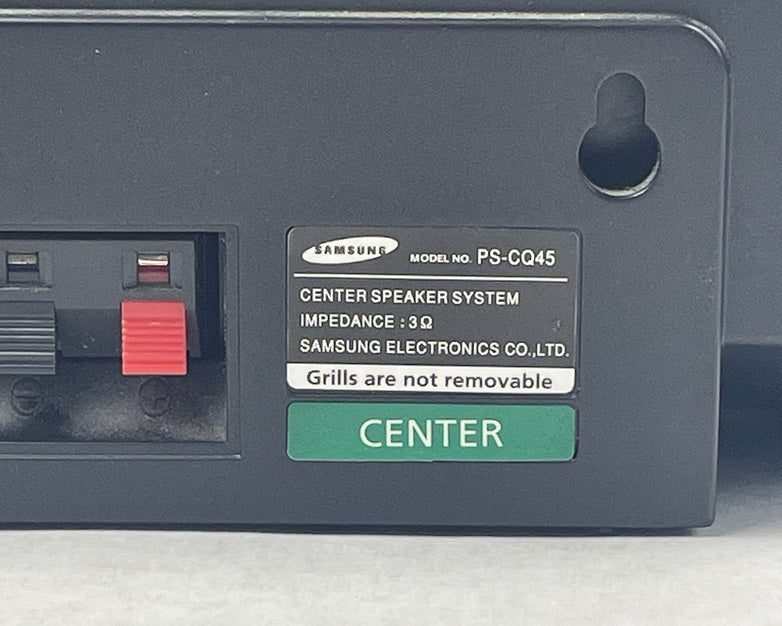 SAMSUNG MODEL NO. PS-CQ45
CENTER SPEAKER SYSTEM
IMPEDANCE : 3Ω
SAMSUNG ELECTRONICS CO.,LTD.
Grills are not removable
CENTER